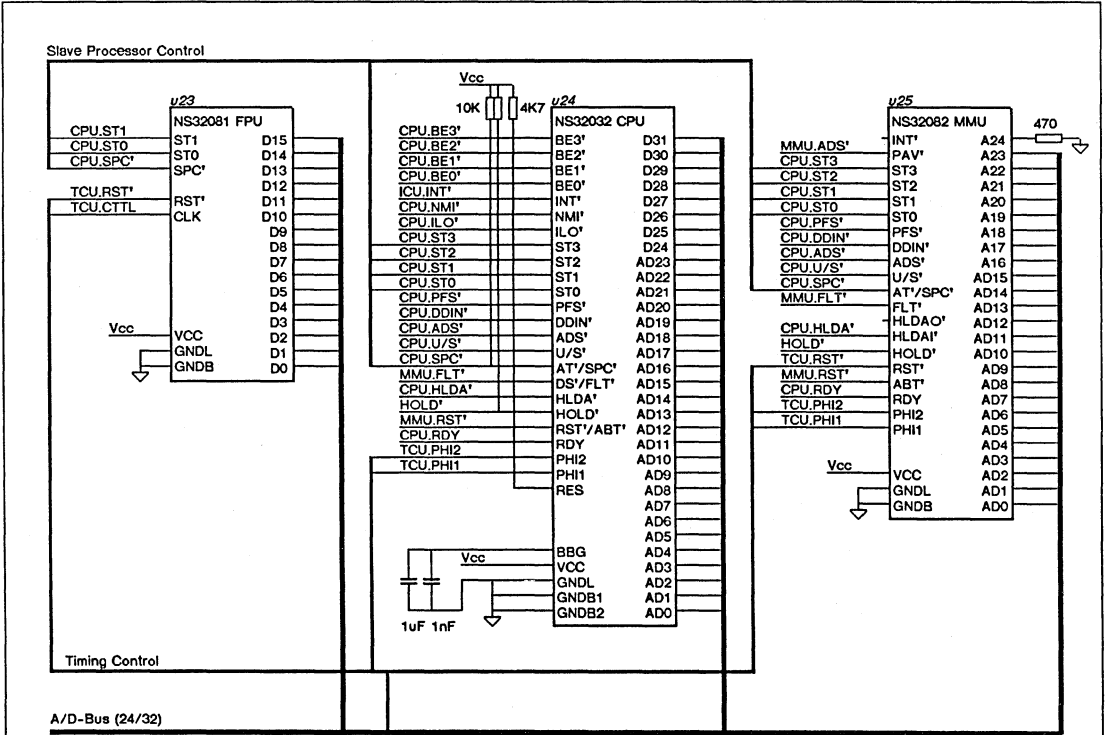 Slave Processor Control
u23
NS32081 FPU
CPU.ST1
CPU.ST0
CPU.SPC'
TCU.RST'
TCU.CTTL
Vcc
ST1
ST0
SPC'
RST'
CLK
VCC
GNDL
GNDB
D15
D14
D13
D12
D11
D10
D9
D8
D7
D6
D5
D4
D3
D2
D1
D0
Vcc
10K
4K7
u24
NS32032 CPU
CPU.BE3'
CPU.BE2'
CPU.BE1'
CPU.BE0'
ICU.INT'
CPU.NMI'
CPU.ILO'
CPU.ST3
CPU.ST2
CPU.ST1
CPU.ST0
CPU.PFS'
CPU.DDIN'
CPU.ADS'
CPU.U/S'
CPU.SPC'
MMU.FLT'
CPU.HLDA'
HOLD'
MMU.RST'
CPU.RDY
TCU.PHI2
TCU.PHI1
Vcc
1uF 1nF
BE3'
BE2'
BE1'
BE0'
INT'
NMI'
ILO'
ST3
ST2
ST1
ST0
PFS'
DDIN'
ADS'
U/S'
AT'/SPC'
DS'/FLT'
HLDA'
HOLD'
RST'/ABT'
RDY
PHI2
PHI1
RES
BBG
VCC
GNDL
GNDB1
GNDB2
D31
D30
D29
D28
D27
D26
D25
D24
AD23
AD22
AD21
AD20
AD19
AD18
AD17
AD16
AD15
AD14
AD13
AD12
AD11
AD10
AD9
AD8
AD7
AD6
AD5
AD4
AD3
AD2
AD1
AD0
u25
NS32082 MMU
470
MMU.ADS'
CPU.ST3
CPU.ST2
CPU.ST1
CPU.ST0
CPU.PFS'
CPU.DDIN'
CPU.ADS'
CPU.U/S'
CPU.SPC'
MMU.FLT'
CPU.HLDA'
HOLD'
TCU.RST'
MMU.RST'
CPU.RDY
TCU.PHI2
TCU.PHI1
Vcc
INT'
PAV'
ST3
ST2
ST1
ST0
PFS'
DDIN'
ADS'
U/S'
AT'/SPC'
FLT'
HLDAO'
HLDAI'
HOLD'
RST'
ABT'
RDY
PHI2
PHI1
VCC
GNDL
GNDB
A24
A23
A22
A21
A20
A19
A18
A17
A16
AD15
AD14
AD13
AD12
AD11
AD10
AD9
AD8
AD7
AD6
AD5
AD4
AD3
AD2
AD1
AD0
Timing Control
A/D-Bus (24/32)